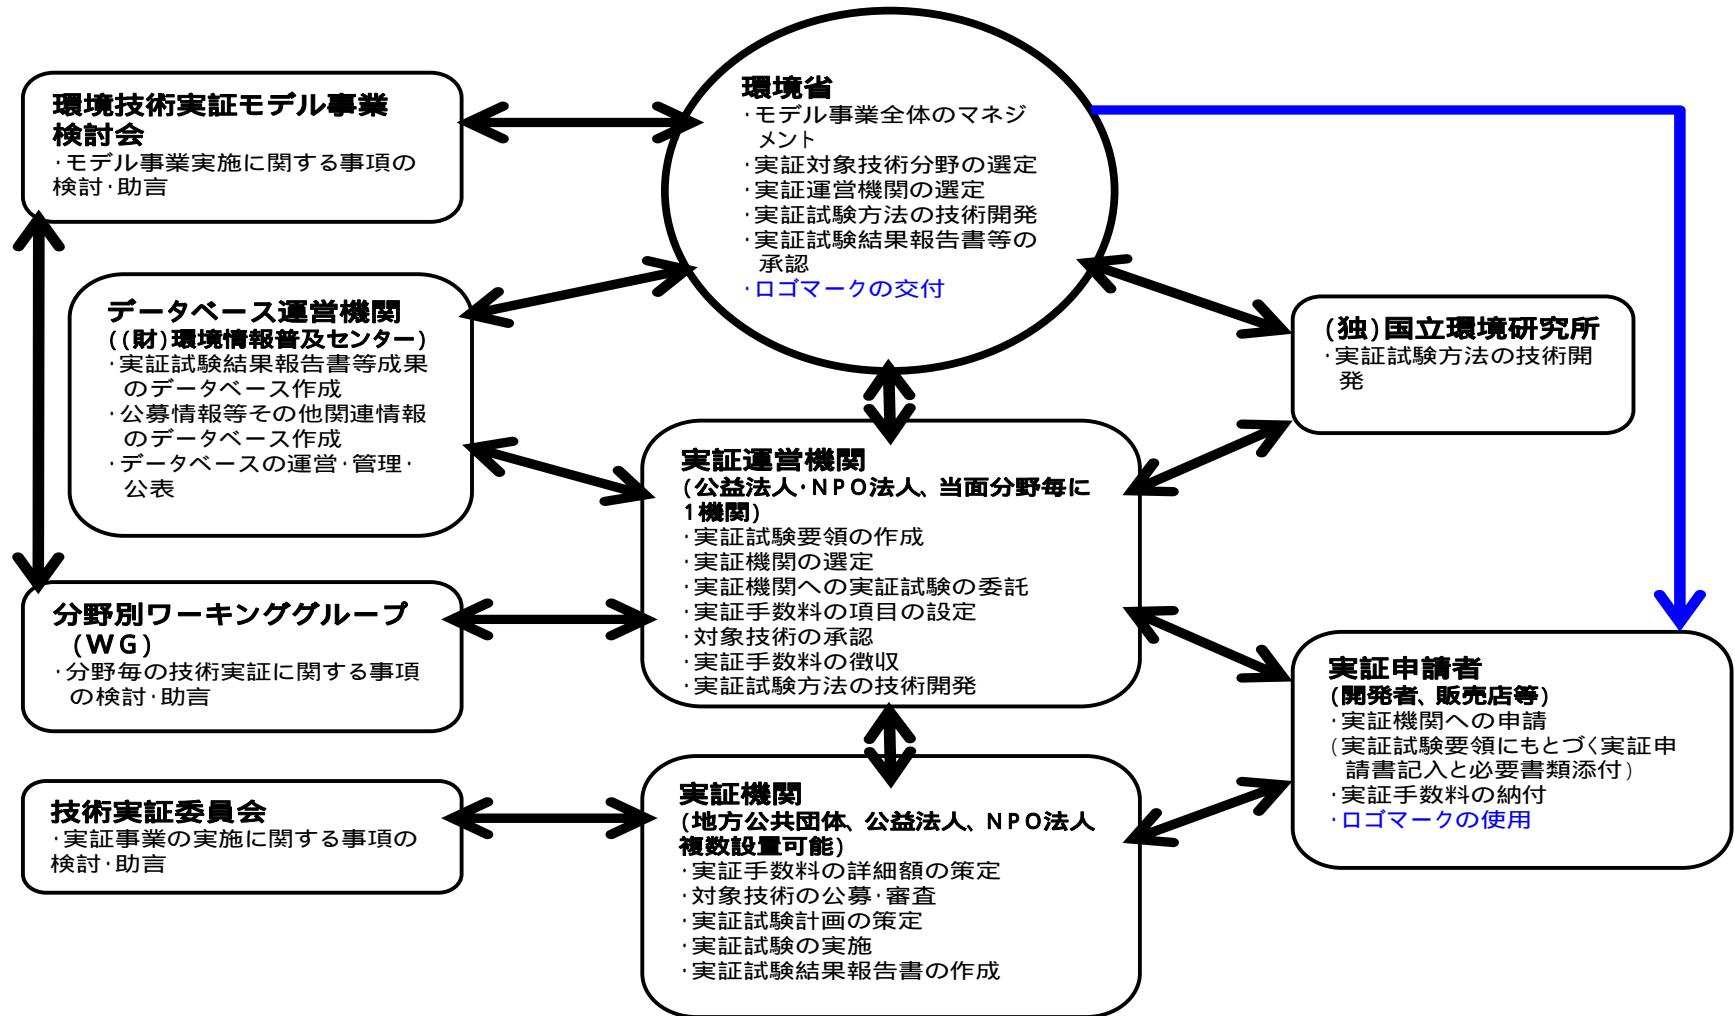 環境技術実証モデル事業
検討会
・モデル事業実施に関する事項の
検討・助言
環境省
・モデル事業全体のマネジ
メント
・実証対象技術分野の選定
・実証運営機関の選定
・実証試験方法の技術開発
・実証試験結果報告書等の
承認
・ロゴマークの交付
データベース運営機関
((財)環境情報普及センター)
・実証試験結果報告書等成果
のデータベース作成
・公募情報等その他関連情報
のデータベース作成
・データベースの運営・管理・
公表
(独)国立環境研究所
・実証試験方法の技術開
発
実証運営機関
(公益法人・NPO法人、当面分野毎に
1機関)
・実証試験要領の作成
・実証機関の選定
・実証機関への実証試験の委託
・実証手数料の項目の設定
・対象技術の承認
・実証手数料の徴収
・実証試験方法の技術開発
分野別ワーキンググループ
(WG)
・分野毎の技術実証に関する事項
の検討・助言
実証申請者
(開発者、販売店等)
・実証機関への申請
(実証試験要領にもとづく実証申
請書記入と必要書類添付)
・実証手数料の納付
・ロゴマークの使用
技術実証委員会
・実証事業の実施に関する事項の
検討・助言
実証機関
(地方公共団体、公益法人、NPO法人
複数設置可能)
・実証手数料の詳細額の策定
・対象技術の公募・審査
・実証試験計画の策定
・実証試験の実施
・実証試験結果報告書の作成